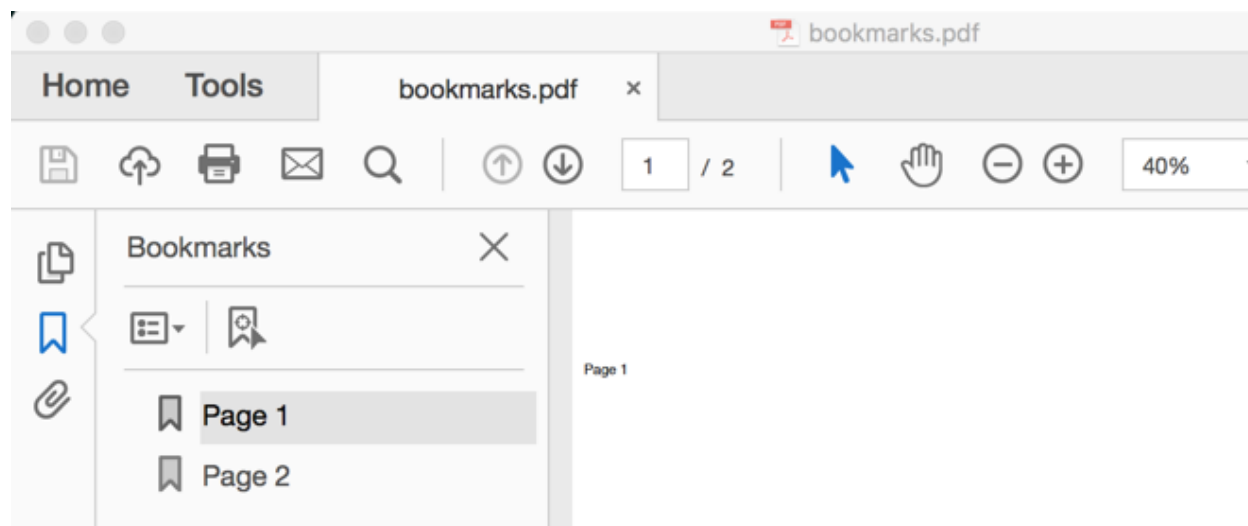 bookmarks.pdf
Home Tools bookmarks.pdf ×
1 / 2 40%
Bookmarks
Page 1
Page 1
Page 2